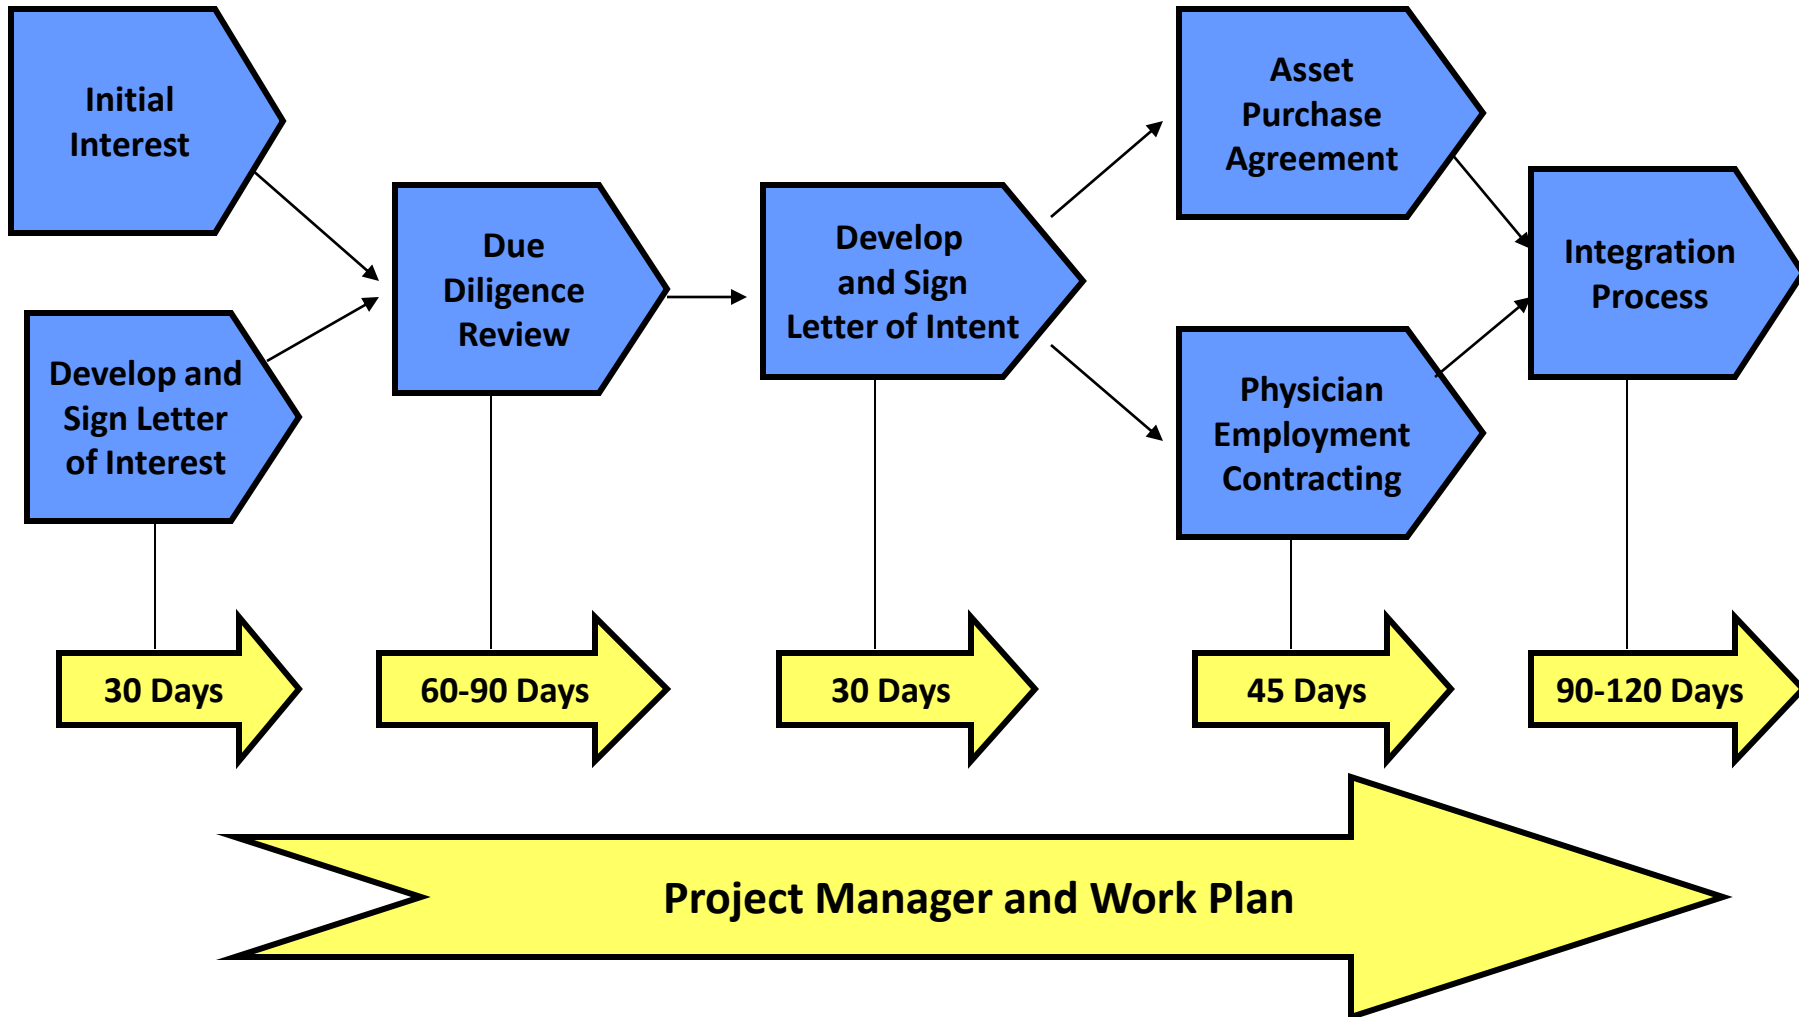 Initial
Interest
Develop and
Sign Letter
of Interest
Due
Diligence
Review
Develop
and Sign
Letter of Intent
Asset
Purchase
Agreement
Physician
Employment
Contracting
Integration
Process
30 Days
60-90 Days
30 Days
45 Days
90-120 Days
Project Manager and Work Plan